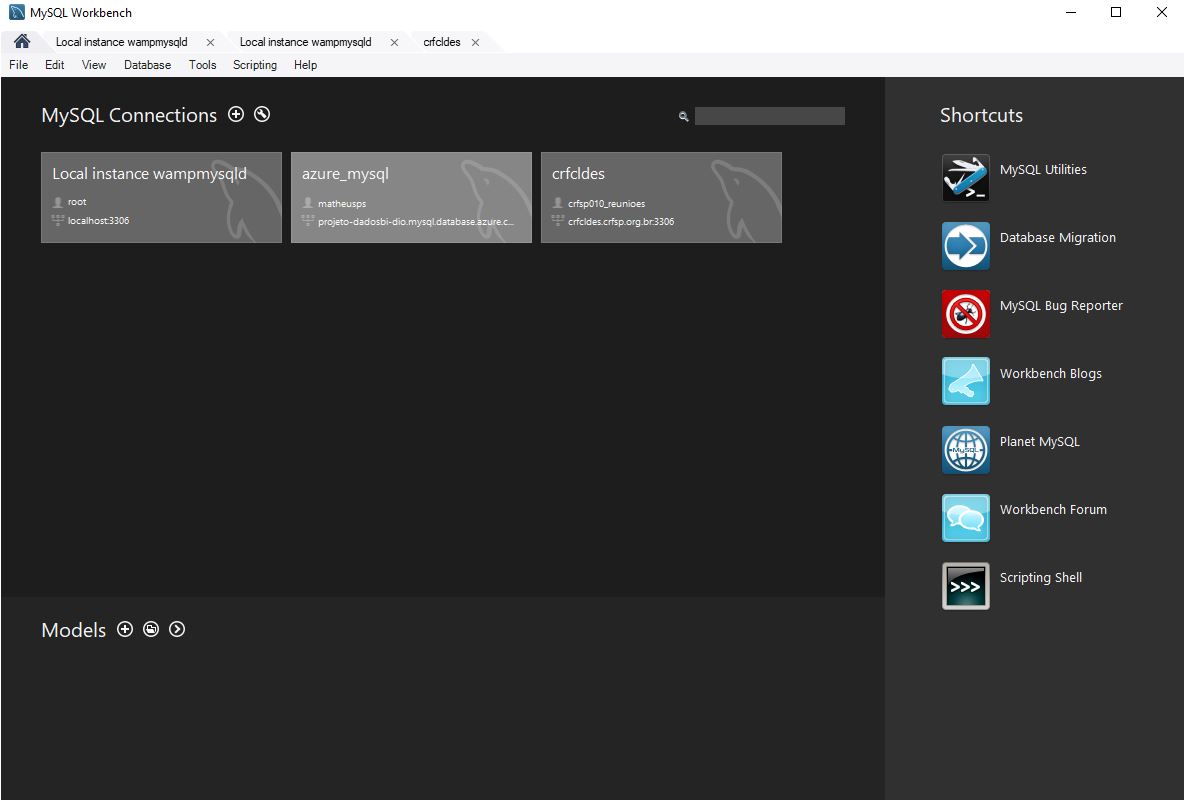 MySQL Workbench
Local instance wampmysqld
Local instance wampmysqld
crfcldes
File Edit View Database Tools Scripting Help
MySQL Connections
Local instance wampmysqld
root
localhost:3306
azure_mysql
matheusps
projeto-dadosbi-dio.mysql.database.azure.c...
crfcldes
crfsp010_reunioes
crfcldes.crfsp.org.br:3306
Shortcuts
MySQL Utilities
Database Migration
MySQL Bug Reporter
Workbench Blogs
MySQL
Planet MySQL
Workbench Forum
>>>
Scripting Shell
Models